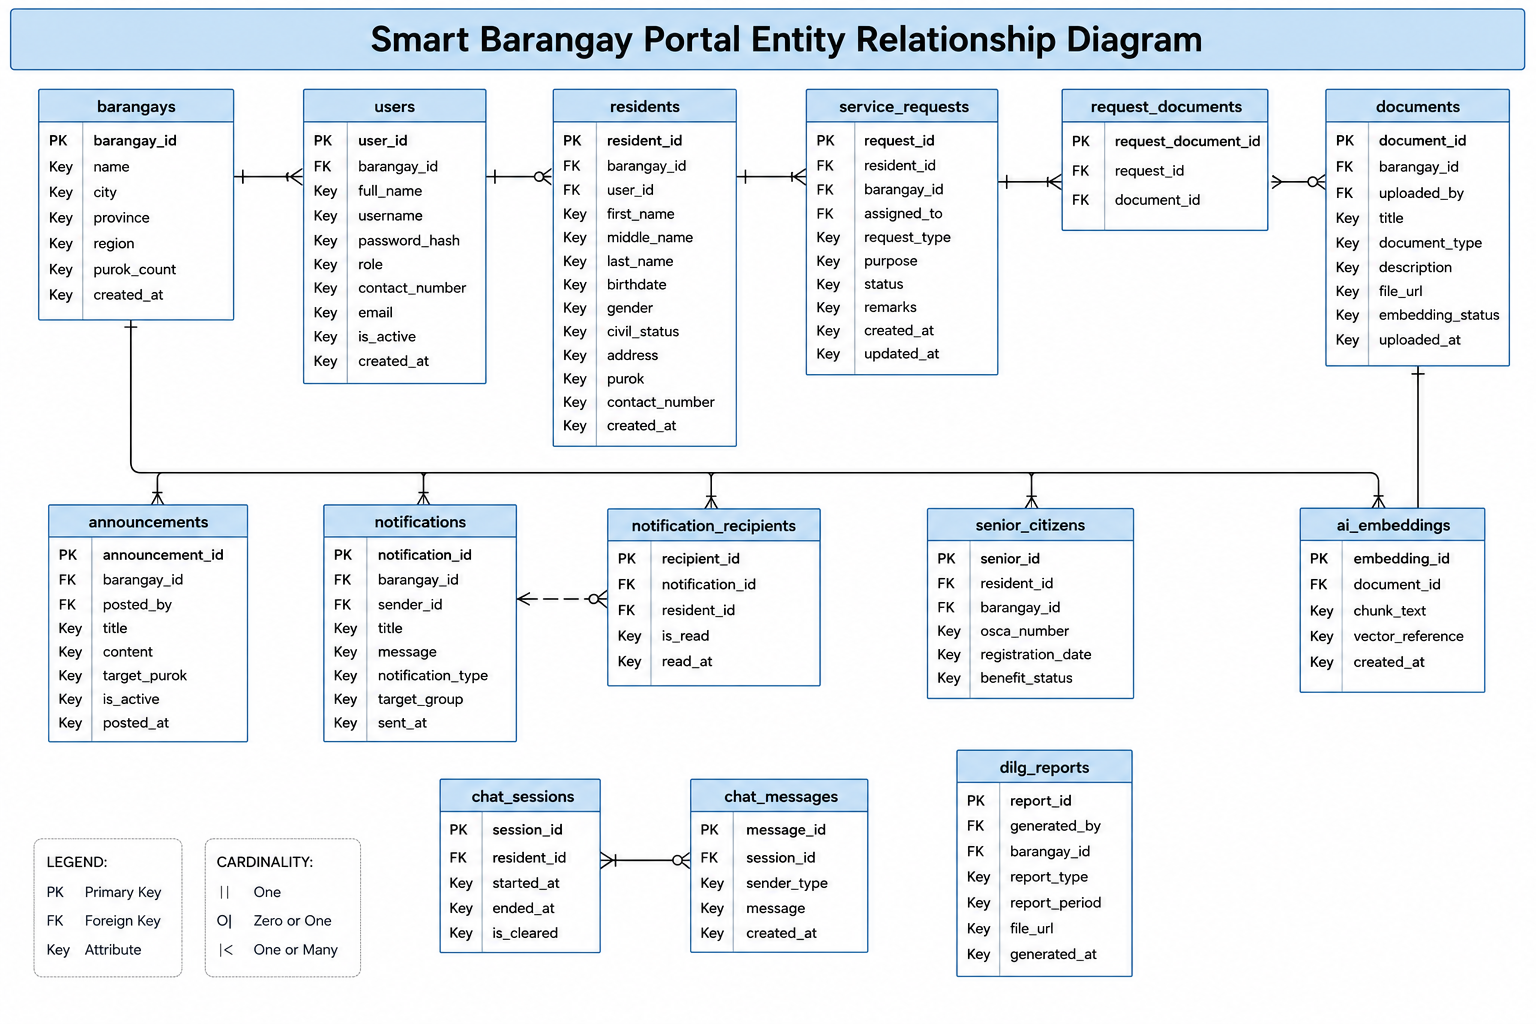 Smart Barangay Portal Entity Relationship Diagram
barangays
PK barangay_id
Key name
Key city
Key province
Key region
Key purok_count
Key created_at
users
PK user_id
FK barangay_id
Key full_name
Key username
Key password_hash
Key role
Key contact_number
Key email
Key is_active
Key created_at
residents
PK resident_id
FK barangay_id
FK user_id
Key first_name
Key middle_name
Key last_name
Key birthdate
Key gender
Key civil_status
Key address
Key purok
Key contact_number
Key created_at
service_requests
PK request_id
FK resident_id
FK barangay_id
FK assigned_to
Key request_type
Key purpose
Key status
Key remarks
Key created_at
Key updated_at
request_documents
PK request_document_id
FK request_id
FK document_id
documents
PK document_id
FK barangay_id
FK uploaded_by
Key title
Key document_type
Key description
Key file_url
Key embedding_status
Key uploaded_at
announcements
PK announcement_id
FK barangay_id
FK posted_by
Key title
Key content
Key target_purok
Key is_active
Key posted_at
notifications
PK notification_id
FK barangay_id
FK sender_id
Key title
Key message
Key notification_type
Key target_group
Key sent_at
notification_recipients
PK recipient_id
FK notification_id
FK resident_id
Key is_read
Key read_at
senior_citizens
PK senior_id
FK resident_id
FK barangay_id
Key osca_number
Key registration_date
Key benefit_status
ai_embeddings
PK embedding_id
FK document_id
Key chunk_text
Key vector_reference
Key created_at
chat_sessions
PK session_id
FK resident_id
Key started_at
Key ended_at
Key is_cleared
chat_messages
PK message_id
FK session_id
Key sender_type
Key message
Key created_at
dilg_reports
PK report_id
FK generated_by
FK barangay_id
Key report_type
Key report_period
Key file_url
Key generated_at
LEGEND:
PK Primary Key
FK Foreign Key
Key Attribute
CARDINALITY:
|| One
O| Zero or One
|< One or Many